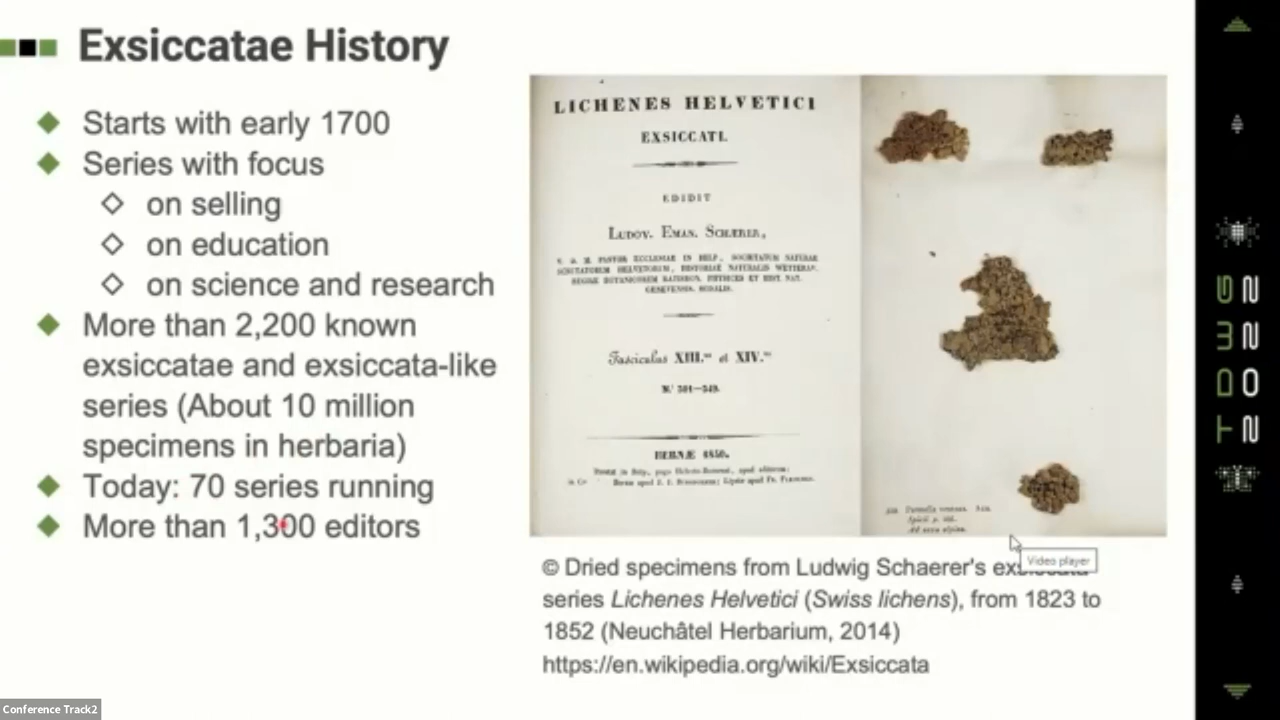 Exsiccatae History
Starts with early 1700
Series with focus
on selling
on education
on science and research
More than 2,200 known
exsiccatae and exsiccata-like
series (About 10 million
specimens in herbaria)
Today: 70 series running
More than 1,300 editors
LICHENES HELVETICI
EXSICCATI.
EDIDIT
LUDOV. EMAN. SCHÆRER,
Fasciculus XIII. et XIV.
BERNÆ 1850.
© Dried specimens from Ludwig Schaerer's
series Lichenes Helvetici (Swiss lichens), from 1823 to
1852 (Neuchâtel Herbarium, 2014)
https://en.wikipedia.org/wiki/Exsiccata
Video player
TDWG
2022
Conference Track2